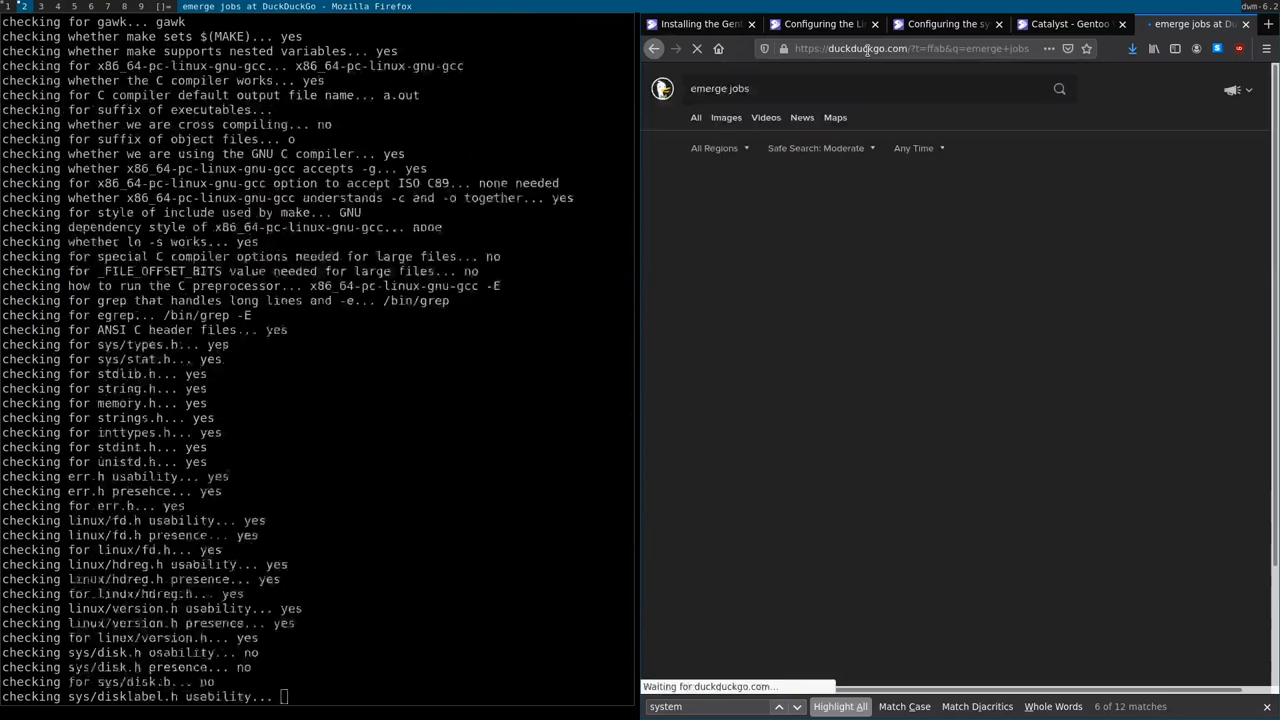 1 2 3 4 5 6 7 8 9 []= emerge jobs at DuckDuckGo - Mozilla Firefox dwm-6.2
checking for gawk... gawk
checking whether make sets $(MAKE)... yes
checking whether make supports nested variables... yes
checking for x86_64-pc-linux-gnu-gcc... x86_64-pc-linux-gnu-gcc
checking whether the C compiler works... yes
checking for C compiler default output file name... a.out
checking for suffix of executables...
checking whether we are cross compiling... no
checking for suffix of object files... o
checking whether we are using the GNU C compiler... yes
checking whether x86_64-pc-linux-gnu-gcc accepts -g... yes
checking for x86_64-pc-linux-gnu-gcc option to accept ISO C89... none needed
checking whether x86_64-pc-linux-gnu-gcc understands -c and -o together... yes
checking for style of include used by make... GNU
checking dependency style of x86_64-pc-linux-gnu-gcc... none
checking whether ln -s works... yes
checking for special C compiler options needed for large files... no
checking for _FILE_OFFSET_BITS value needed for large files... no
checking how to run the C preprocessor... x86_64-pc-linux-gnu-gcc -E
checking for grep that handles long lines and -e... /bin/grep
checking for egrep... /bin/grep -E
checking for ANSI C header files... yes
checking for sys/types.h... yes
checking for sys/stat.h... yes
checking for stdlib.h... yes
checking for string.h... yes
checking for memory.h... yes
checking for strings.h... yes
checking for inttypes.h... yes
checking for stdint.h... yes
checking for unistd.h... yes
checking err.h usability... yes
checking err.h presence... yes
checking for err.h... yes
checking linux/fd.h usability... yes
checking linux/fd.h presence... yes
checking for linux/fd.h... yes
checking linux/hdreg.h usability... yes
checking linux/hdreg.h presence... yes
checking for linux/hdreg.h... yes
checking linux/version.h usability... yes
checking linux/version.h presence... yes
checking for linux/version.h... yes
checking sys/disk.h usability... no
checking sys/disk.h presence... no
checking for sys/disk.h... no
checking sys/disklabel.h usability...
Installing the Gent Configuring the Li Configuring the sy Catalyst - Gentoo emerge jobs at Du
https://duckduckgo.com/?t=ffab&q=emerge+jobs
emerge jobs
All Images Videos News Maps
All Regions Safe Search: Moderate Any Time
Waiting for duckduckgo.com...
system Highlight All Match Case Match Diacritics Whole Words 6 of 12 matches